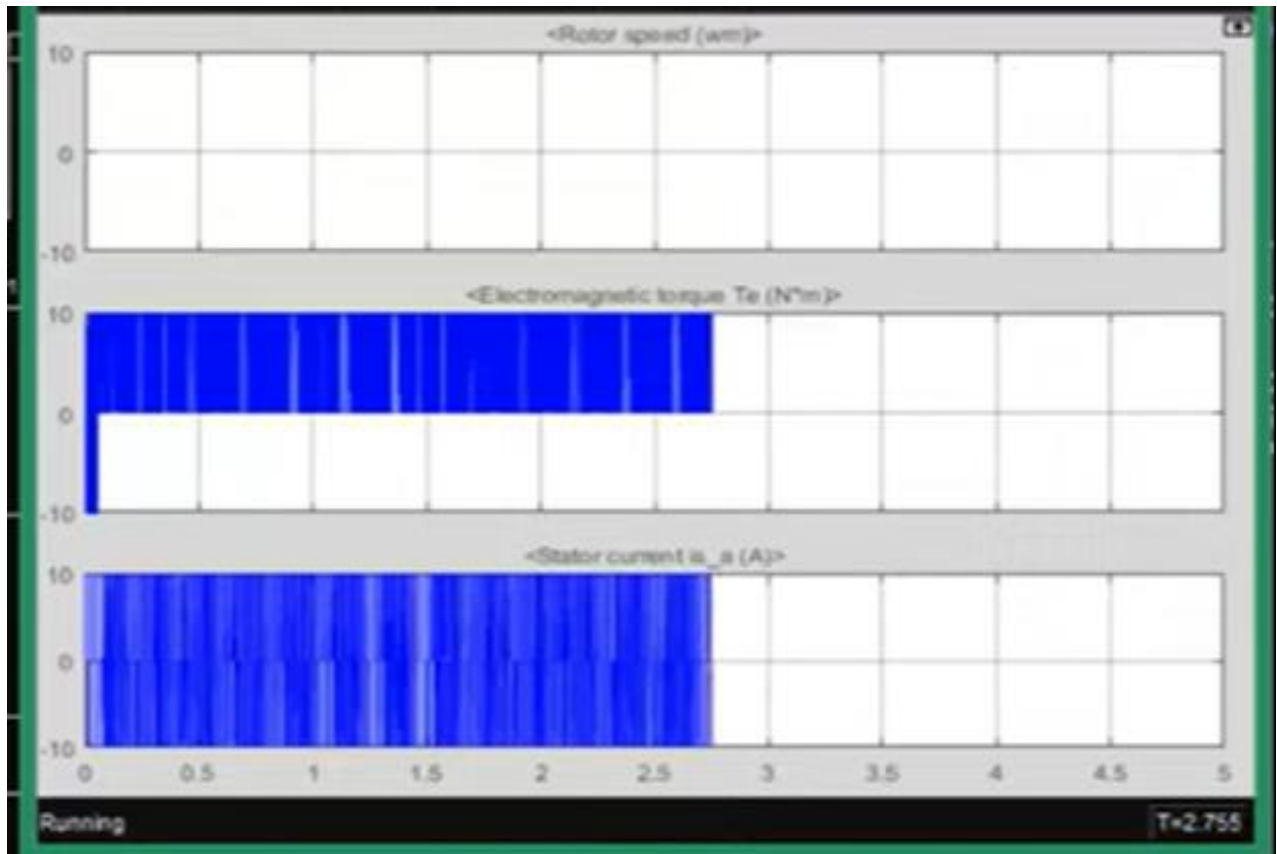 <Rotor speed (wm)>
10
0
-10
<Electromagnetic torque Te (N*m)>
10
0
-10
<Stator current is_a (A)>
10
0
-10
0 0.5 1 1.5 2 2.5 3 3.5 4 4.5 5
Running T=2.755